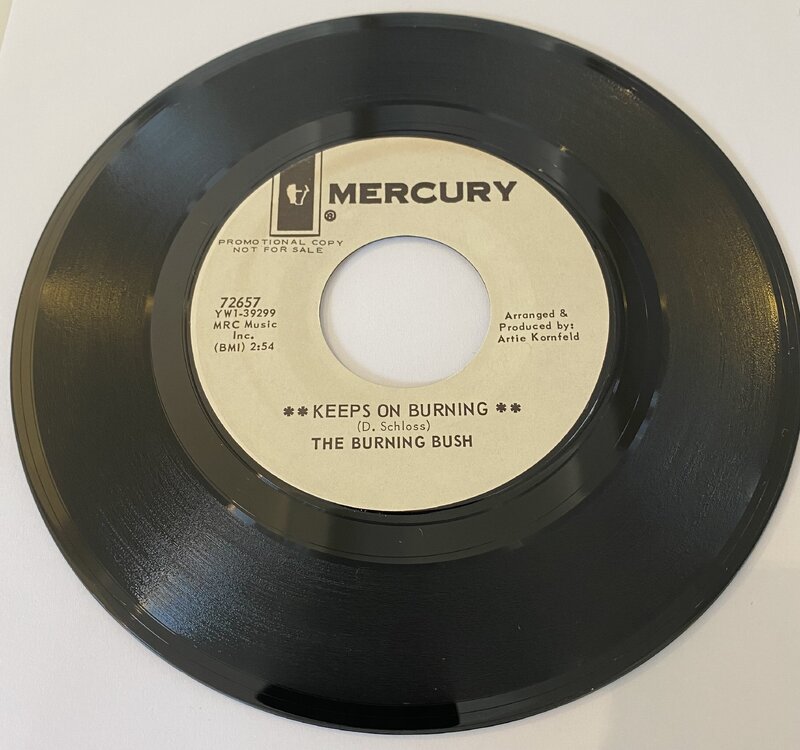 MERCURY
®
PROMOTIONAL COPY
NOT FOR SALE
72657
YW1-39299
MRC Music
Inc.
(BMI) 2:54
Arranged &
Produced by:
Artie Kornfeld
**KEEPS ON BURNING**
(D. Schloss)
THE BURNING BUSH